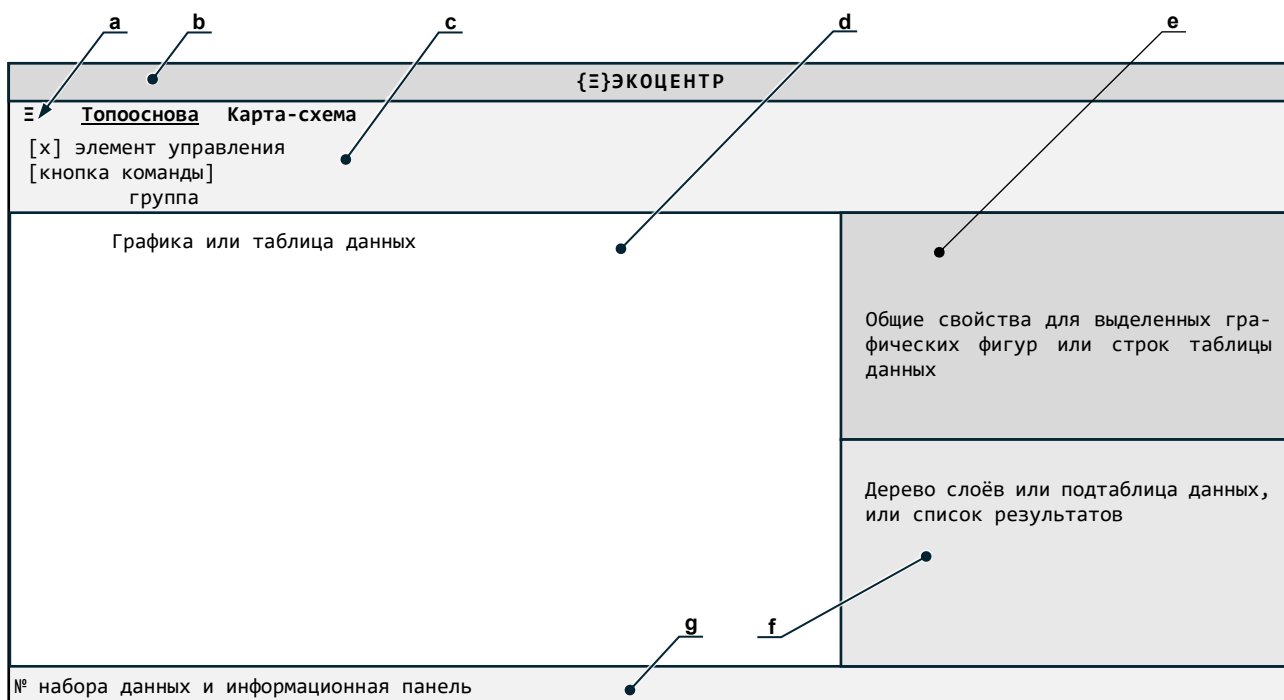 a b c d e
{Ξ}ЭКОЦЕНТР
Ξ Топооснова Карта-схема
[x] элемент управления
[кнопка команды]
группа
Графика или таблица данных
Общие свойства для выделенных гра-
фических фигур или строк таблицы
данных
Дерево слоёв или подтаблица данных,
или список результатов
g f
№ набора данных и информационная панель